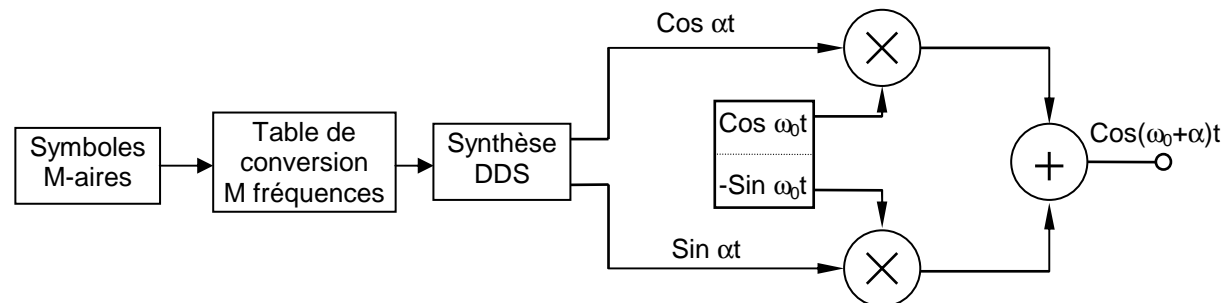 Cos αt
Symboles
M-aires
Table de
conversion
M fréquences
Synthèse
DDS
Cos ω₀t
-Sin ω₀t
Cos(ω₀+α)t
Sin αt